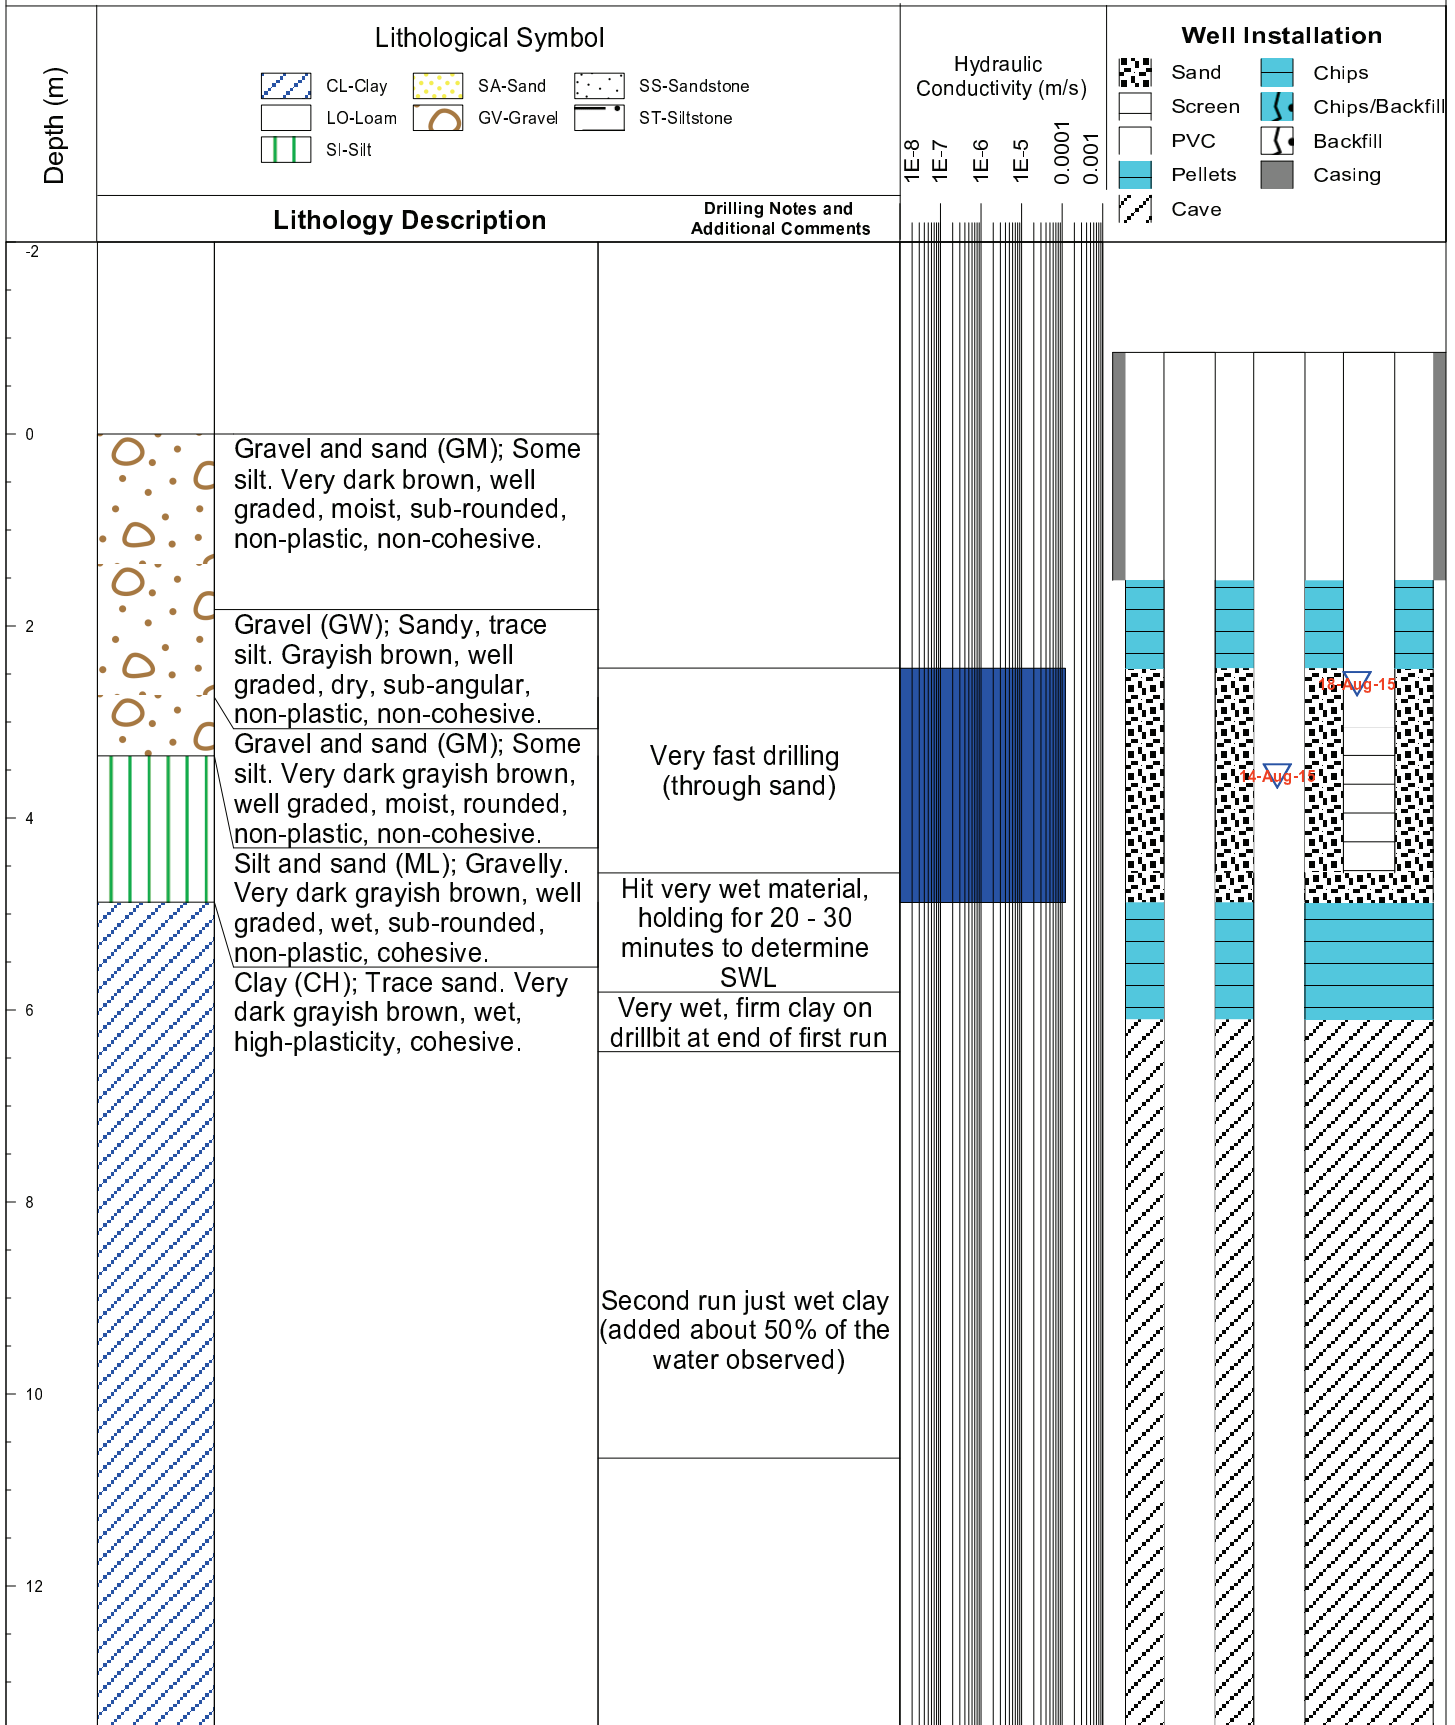 Depth (m)
Lithological Symbol
CL-Clay
SA-Sand
SS-Sandstone
LO-Loam
GV-Gravel
ST-Siltstone
SI-Silt
Lithology Description
Drilling Notes and
Additional Comments
Hydraulic
Conductivity (m/s)
1E-8
1E-7
1E-6
1E-5
0.0001
0.001
Well Installation
Sand
Chips
Screen
Chips/Backfill
PVC
Backfill
Pellets
Casing
Cave
-2
0
2
4
6
8
10
12
Gravel and sand (GM); Some
silt. Very dark brown, well
graded, moist, sub-rounded,
non-plastic, non-cohesive.
Gravel (GW); Sandy, trace
silt. Grayish brown, well
graded, dry, sub-angular,
non-plastic, non-cohesive.
Gravel and sand (GM); Some
silt. Very dark grayish brown,
well graded, moist, rounded,
non-plastic, non-cohesive.
Silt and sand (ML); Gravelly.
Very dark grayish brown, well
graded, wet, sub-rounded,
non-plastic, cohesive.
Clay (CH); Trace sand. Very
dark grayish brown, wet,
high-plasticity, cohesive.
Very fast drilling
(through sand)
Hit very wet material,
holding for 20 - 30
minutes to determine
SWL
Very wet, firm clay on
drillbit at end of first run
Second run just wet clay
(added about 50% of the
water observed)
18-Aug-15
14-Aug-15